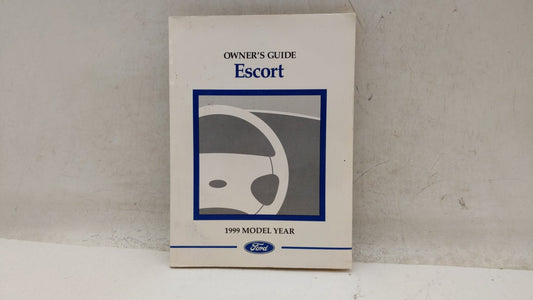 OWNER'S GUIDE
Escort
1999 MODEL YEAR
Ford